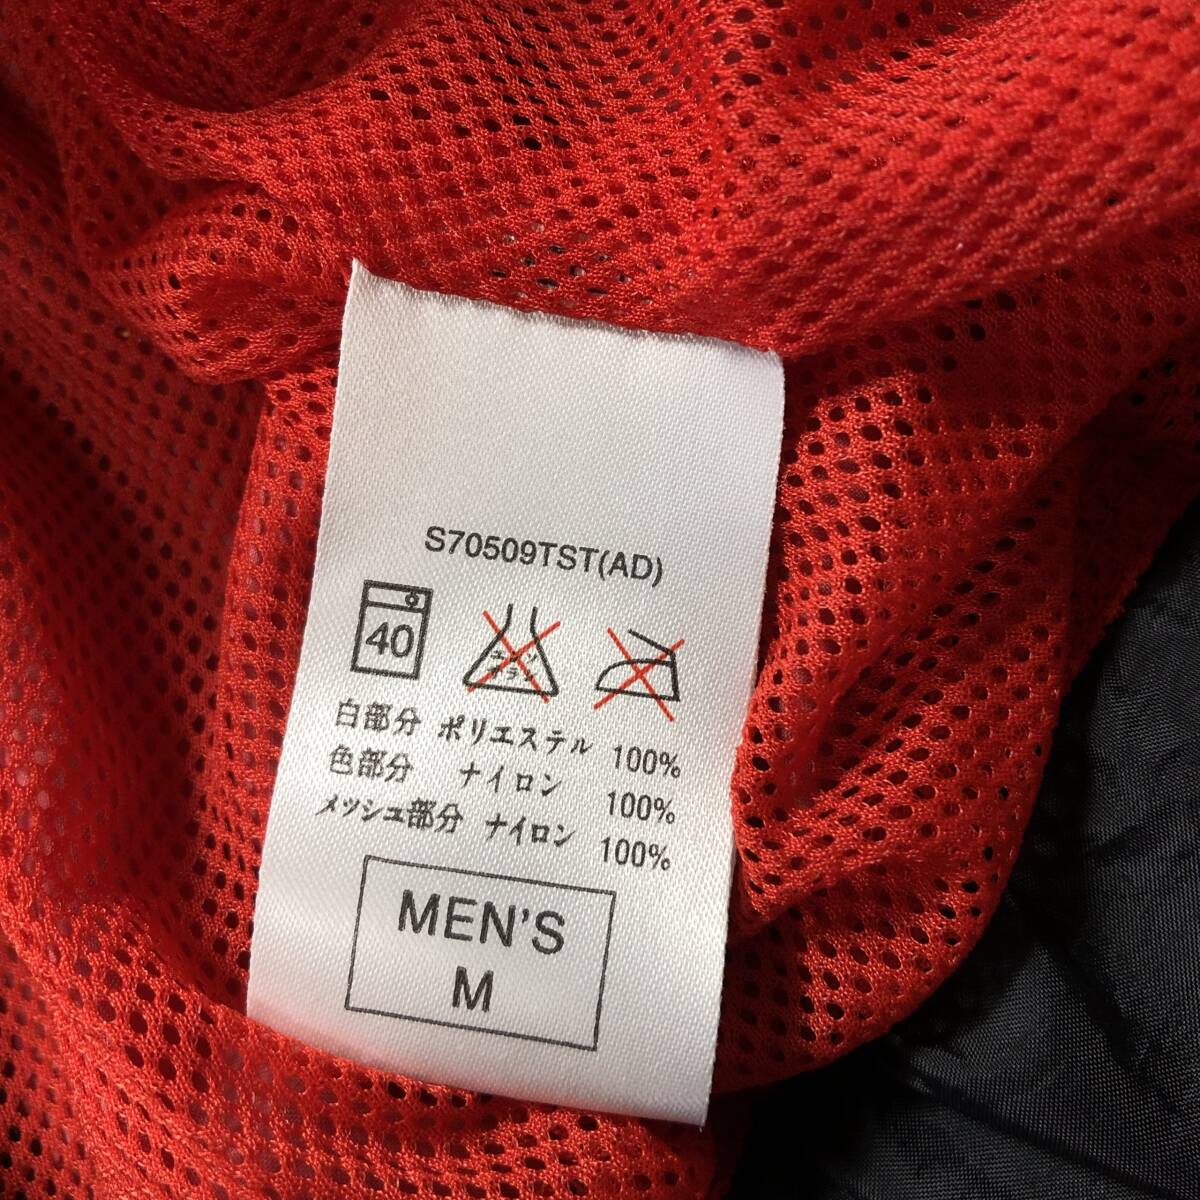 S70509TST(AD)
40
白部分 ポリエステル 100%
色部分 ナイロン 100%
メッシュ部分 ナイロン 100%
MEN'S
M